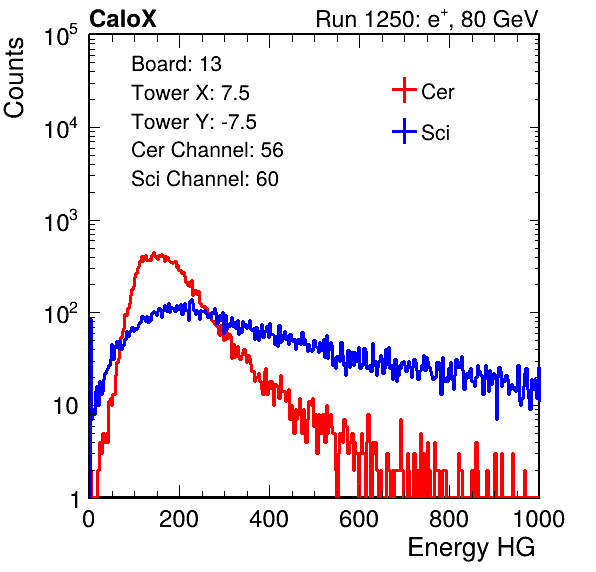 CaloX Run 1250: e⁺, 80 GeV
Counts
Board: 13
Tower X: 7.5
Tower Y: -7.5
Cer Channel: 56
Sci Channel: 60
Cer
Sci
10⁵
10⁴
10³
10²
10
1
0 200 400 600 800 1000
Energy HG